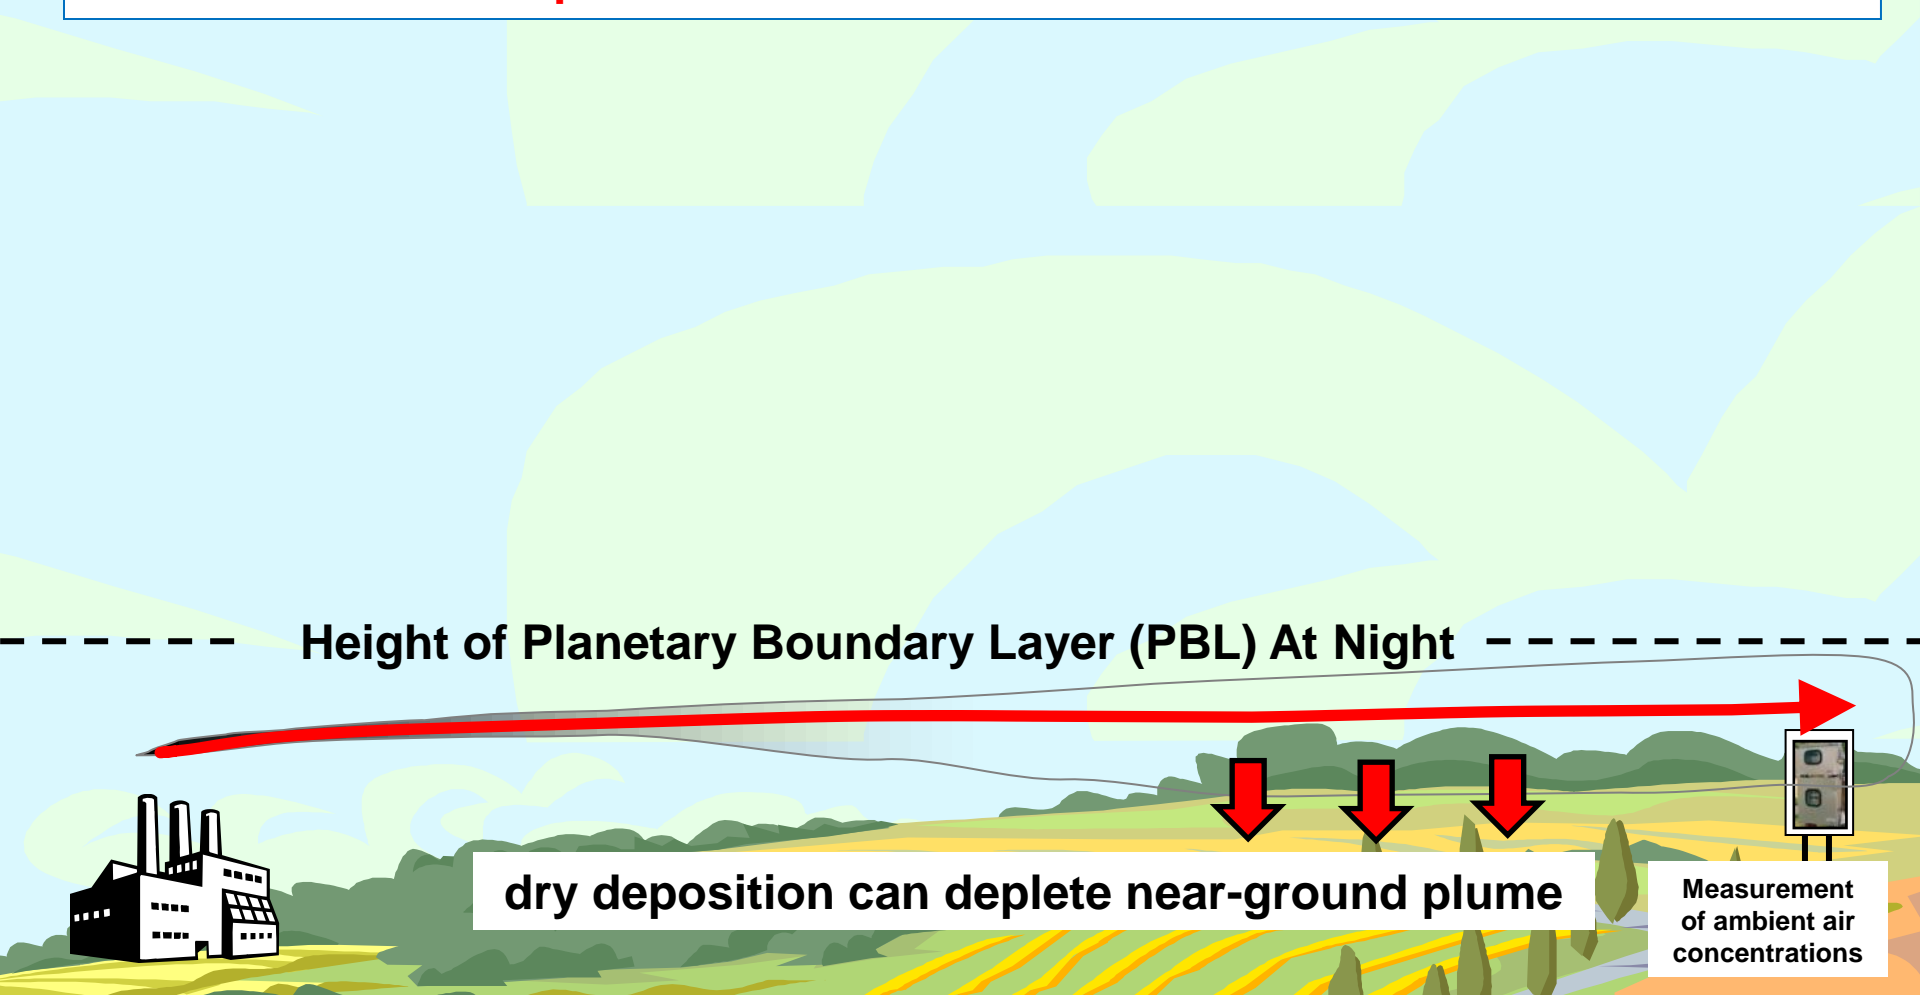 Height of Planetary Boundary Layer (PBL) At Night
dry deposition can deplete near-ground plume
Measurement
of ambient air
concentrations